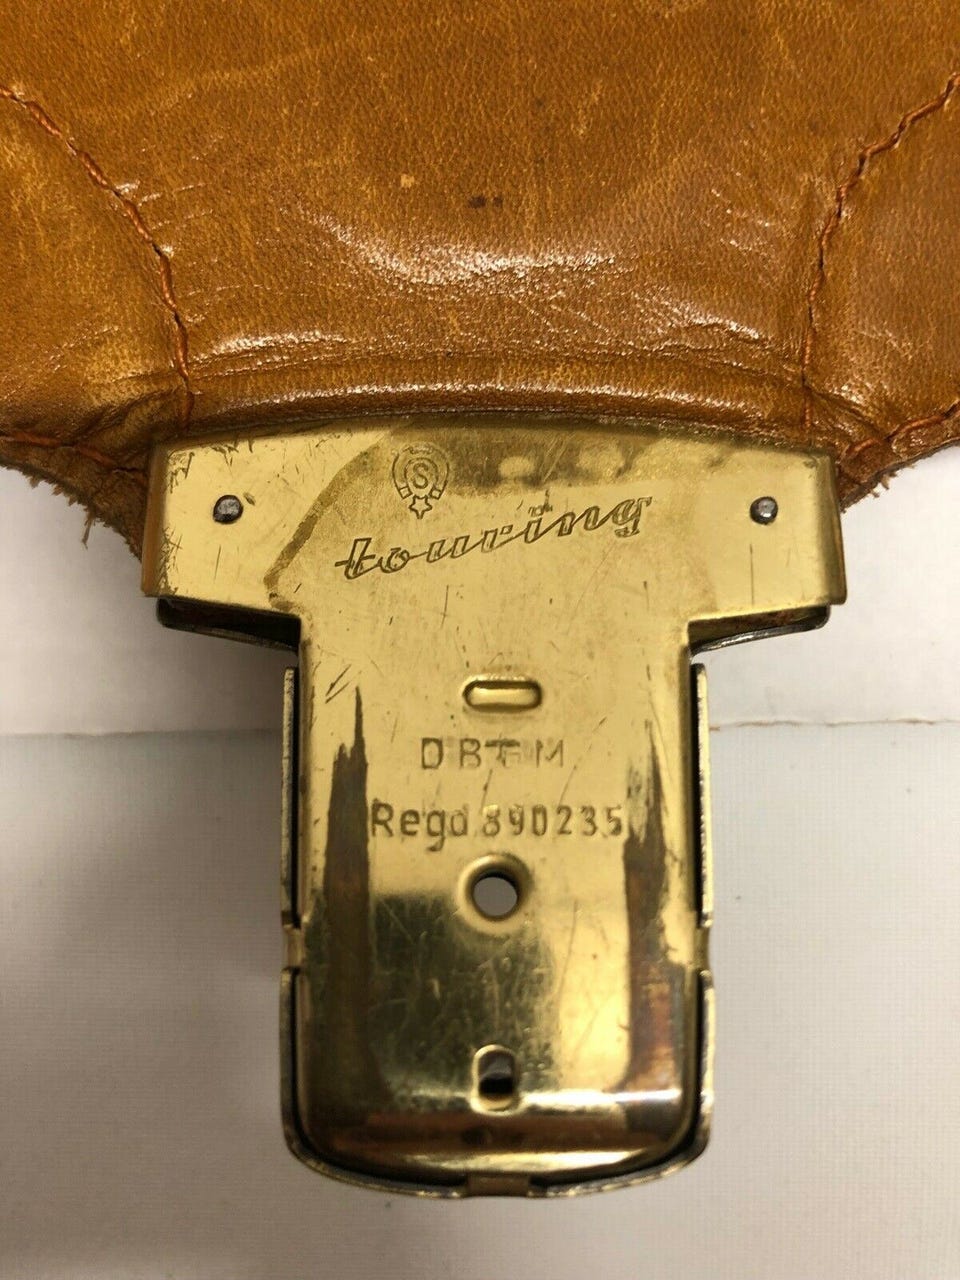 S
touring
DBGM
Regd 890235